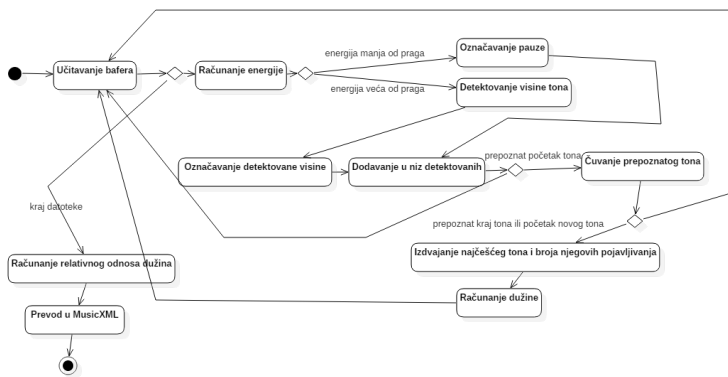 Učitavanje bafera
Računanje energije
energija manja od praga
Označavanje pauze
energija veća od praga
Detektovanje visine tona
Označavanje detektovane visine
Dodavanje u niz detektovanih
prepoznat početak tona
Čuvanje prepoznatog tona
kraj datoteke
prepoznat kraj tona ili početak novog tona
Računanje relativnog odnosa dužina
Izdvajanje najčešćeg tona i broja njegovih pojavljivanja
Računanje dužine
Prevod u MusicXML